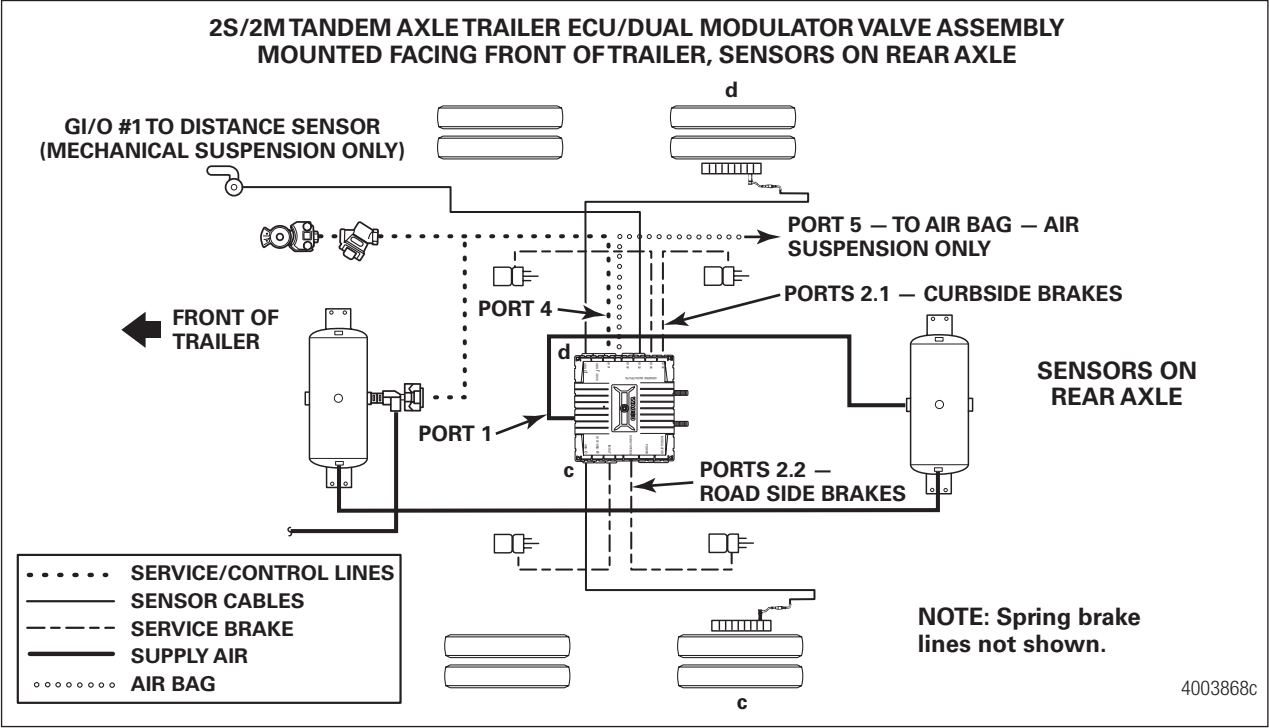 2S/2M TANDEM AXLE TRAILER ECU/DUAL MODULATOR VALVE ASSEMBLY
MOUNTED FACING FRONT OF TRAILER, SENSORS ON REAR AXLE
d
GI/O #1 TO DISTANCE SENSOR
(MECHANICAL SUSPENSION ONLY)
PORT 5 – TO AIR BAG – AIR
SUSPENSION ONLY
PORT 4
PORTS 2.1 – CURBSIDE BRAKES
FRONT OF
TRAILER
d
SENSORS ON
REAR AXLE
PORT 1
c
PORTS 2.2 –
ROAD SIDE BRAKES
SERVICE/CONTROL LINES
SENSOR CABLES
SERVICE BRAKE
SUPPLY AIR
AIR BAG
NOTE: Spring brake
lines not shown.
c
4003868c